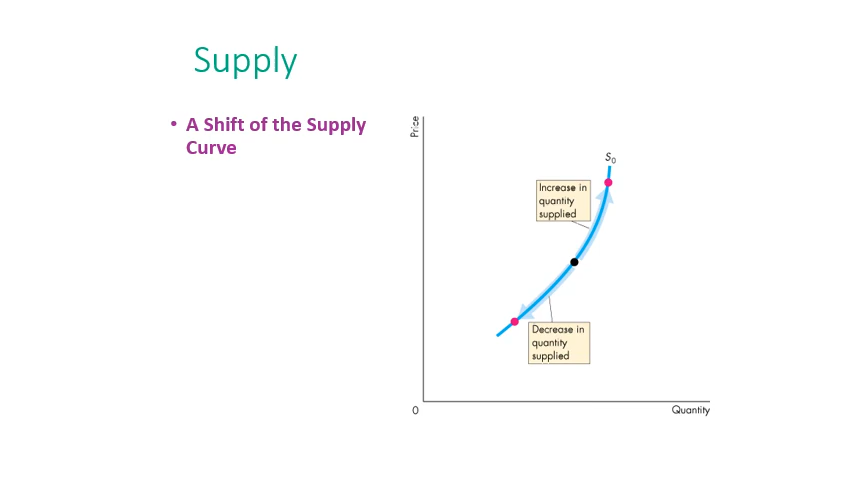 Supply
• A Shift of the Supply
Curve
Price
S0
Increase in
quantity
supplied
Decrease in
quantity
supplied
0
Quantity